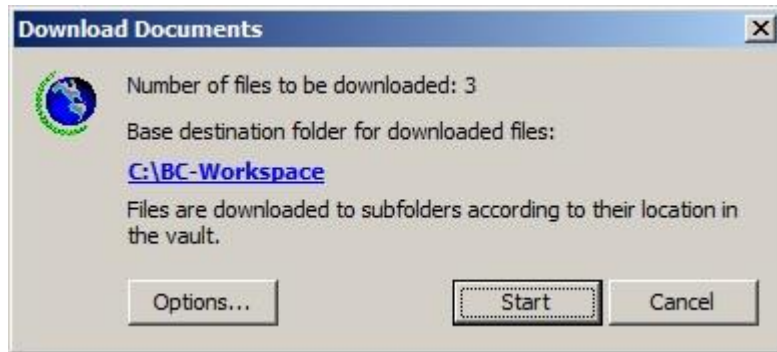 Download Documents
Number of files to be downloaded: 3
Base destination folder for downloaded files:
C:\BC-Workspace
Files are downloaded to subfolders according to their location in
the vault.
Options...
Start
Cancel